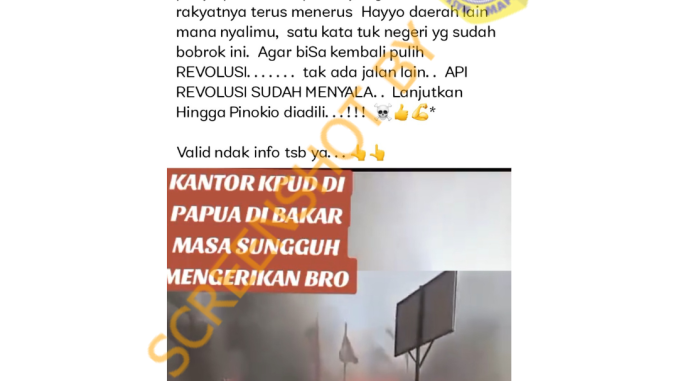 rakyatnya terus menerus Hayyo daerah lain
mana nyalimu, satu kata tuk negeri yg sudah
bobrok ini. Agar biSa kembali pulih
REVOLUSI....... tak ada jalan lain.. API
REVOLUSI SUDAH MENYALA.. Lanjutkan
Hingga Pinokio diadili...!!! ☠️👍💪*
Valid ndak info tsb ya... 👆👆
KANTOR KPUD DI
PAPUA DI BAKAR
MASA SUNGGUH
MENGERIKAN BRO
SCREENSHOT BY